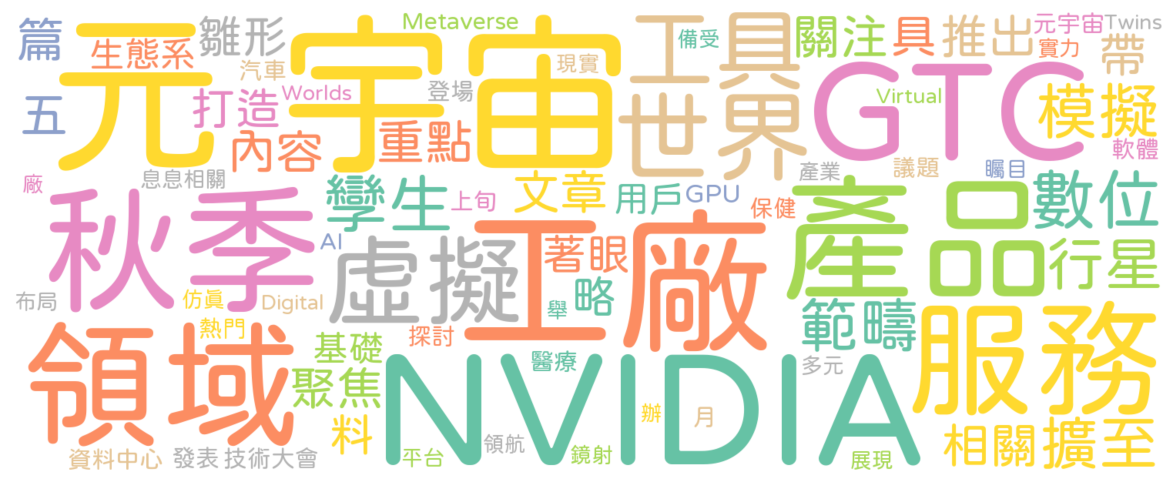 篇
生態系
雛形
Metaverse
備受
工具
關注
具
推出
元宇宙
Twins
實力
帶
元宇宙
汽車
現實
五
打造
Worlds
登場
內容
重點
世界
GTC
Virtual
模擬
軟體
廠
息息相關
孿生
上旬
文章
用戶
GPU
保健
產業
議題
矚目
數位
秋季
AI
虛擬
工廠
著眼
產品
行星
布局
仿真
Digital
熱門
舉
略
範疇
服務
領域
基礎
探討
醫療
多元
聚焦
NVIDIA
料
辦
月
資料中心
發表
技術大會
平台
領航
鏡射
展現
相關
擴至